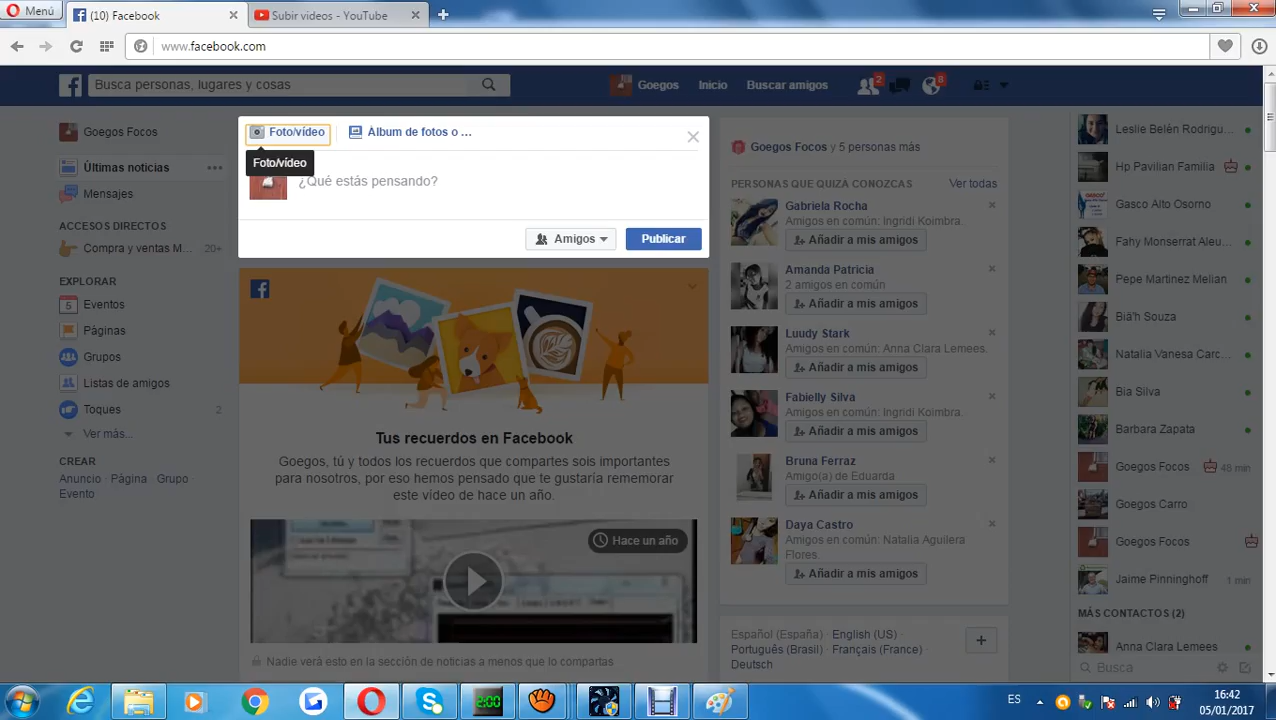 Menú
(10) Facebook
Subir videos - YouTube
www.facebook.com
Busca personas, lugares y cosas
Goegos
Inicio
Buscar amigos
2
8
Goegos Focos
Últimas noticias
Mensajes
ACCESOS DIRECTOS
Compra y ventas M...
20+
EXPLORAR
5
Eventos
Páginas
Grupos
Listas de amigos
Toques
2
Ver más...
CREAR
Anuncio · Página · Grupo ·
Evento
Foto/vídeo
Álbum de fotos o ...
Foto/vídeo
¿Qué estás pensando?
Amigos
Publicar
Tus recuerdos en Facebook
Goegos, tú y todos los recuerdos que compartes sois importantes
para nosotros, por eso hemos pensado que te gustaría rememorar
este vídeo de hace un año.
Hace un año
Nadie verá esto en la sección de noticias a menos que lo compartas
Goegos Focos y 5 personas más
PERSONAS QUE QUIZÁ CONOZCAS
Ver todas
Gabriela Rocha
Amigos en común: Ingridi Koimbra.
Añadir a mis amigos
Amanda Patricia
2 amigos en común
Añadir a mis amigos
Luudy Stark
Amigos en común: Anna Clara Lemees.
Añadir a mis amigos
Fabielly Silva
Amigos en común: Ingridi Koimbra.
Añadir a mis amigos
Bruna Ferraz
Amigo(a) de Eduarda
Añadir a mis amigos
Daya Castro
Amigos en común: Natalia Aguilera
Flores.
Añadir a mis amigos
Español (España) · English (US) ·
Português (Brasil) · Français (France) ·
Deutsch
Leslie Belén Rodrigu...
Hp Pavilian Familia
Gasco Alto Osorno
Fahy Monserrat Aleu...
Pepe Martinez Melian
Biä'h Souza
Natalia Vanesa Carc...
Bia Silva
Barbara Zapata
Goegos Focos
48 min
Goegos Carro
Goegos Focos
Jaime Pinninghoff
1 min
MÁS CONTACTOS (2)
Anna Clara Lemees
Busca
2:00
ES
16:42
05/01/2017